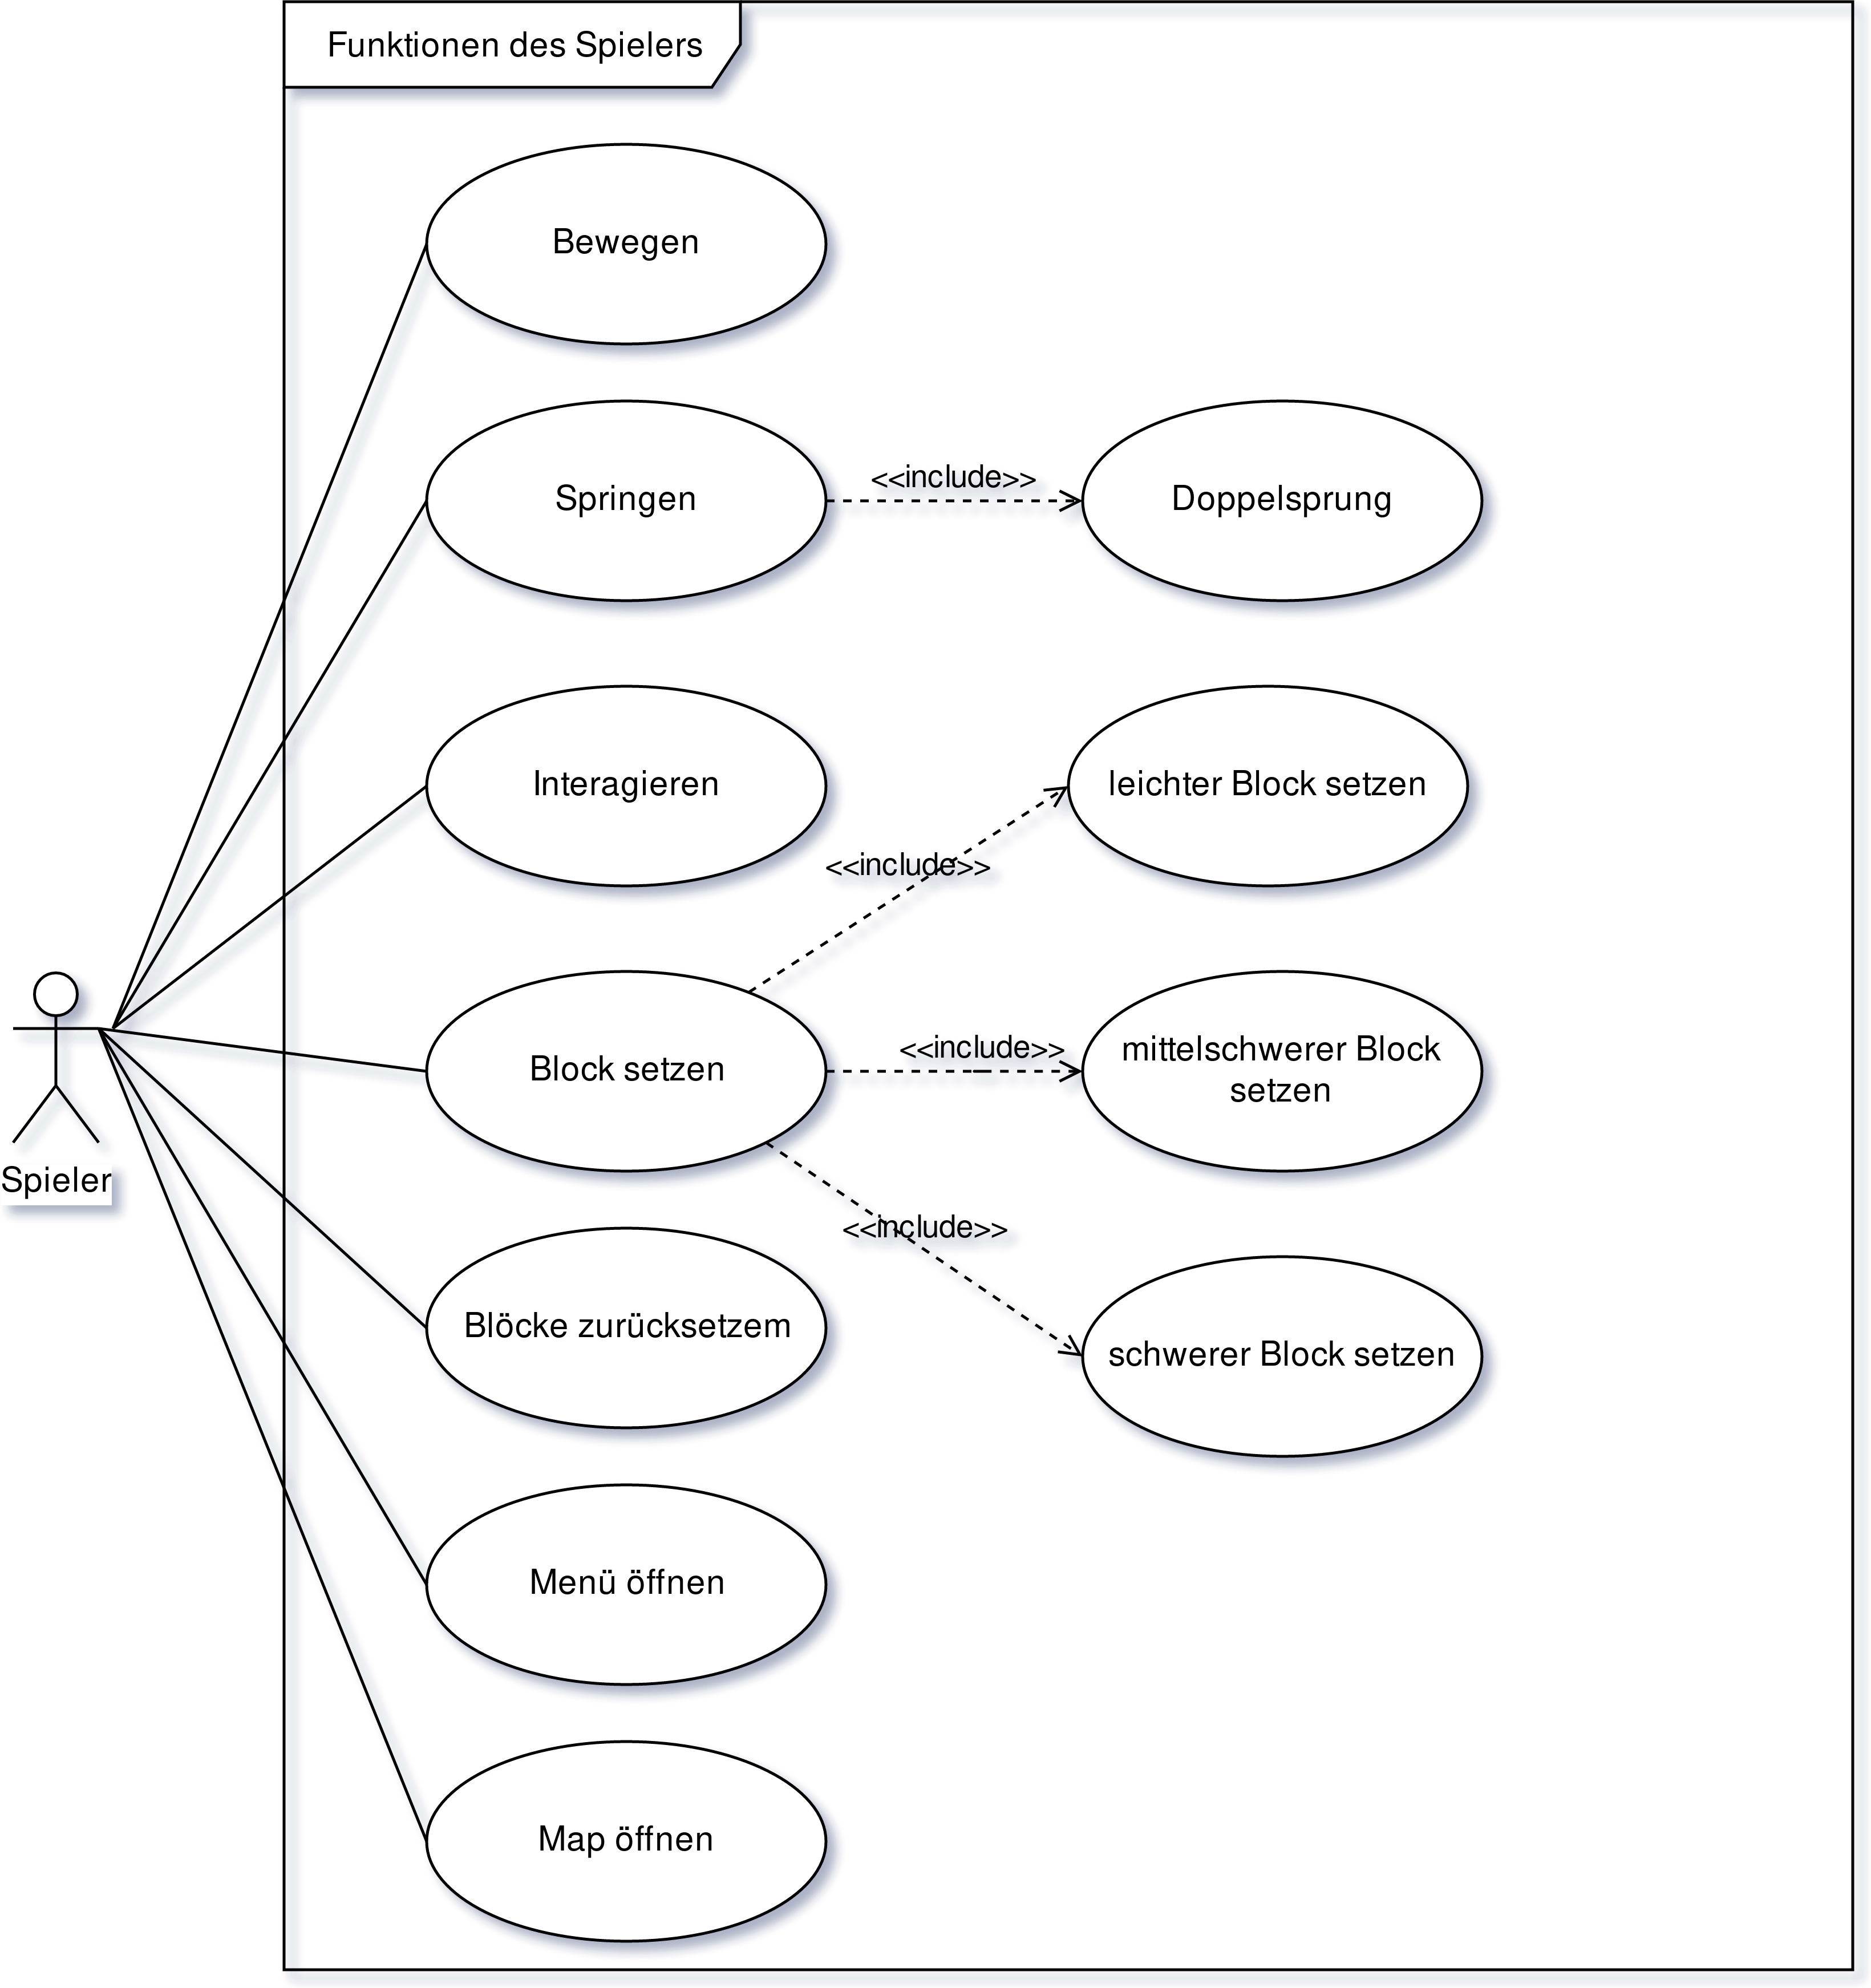 Funktionen des Spielers
Bewegen
Springen
<<include>>
Doppelsprung
Interagieren
leichter Block setzen
<<include>>
Block setzen
<<include>>
mittelschwerer Block
setzen
Spieler
<<include>>
Blöcke zurücksetzem
schwerer Block setzen
Menü öffnen
Map öffnen